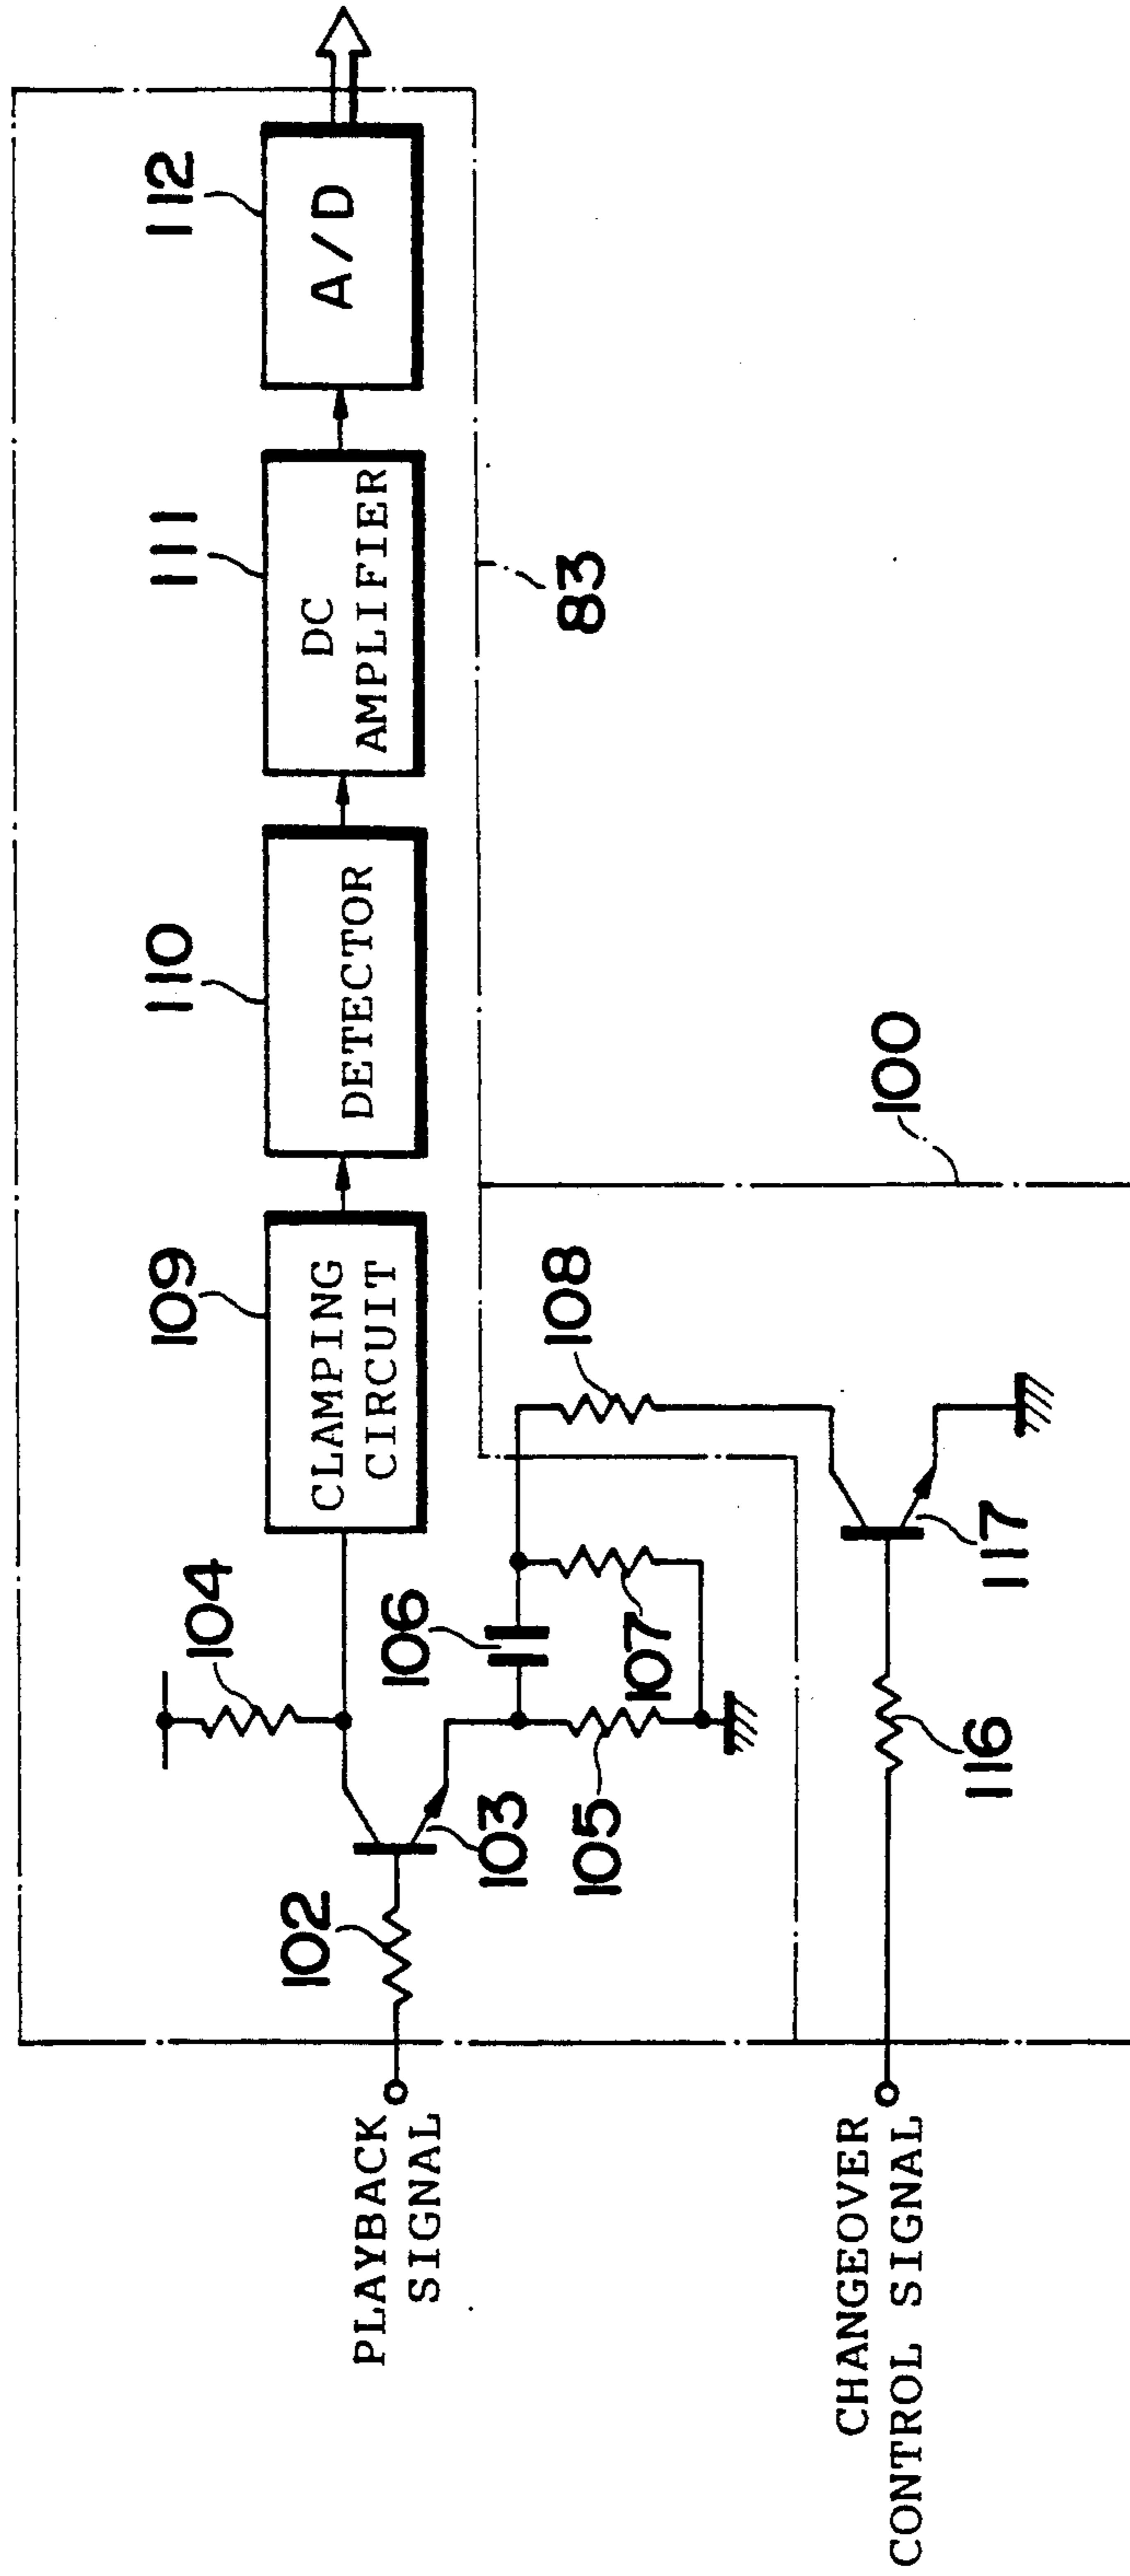 112
A/D
111
DC
AMPLIFIER
83
110
DETECTOR
109
CLAMPING
CIRCUIT
100
104
106
108
107
102
103
105
117
116
PLAYBACK
SIGNAL
CHANGEOVER
CONTROL SIGNAL